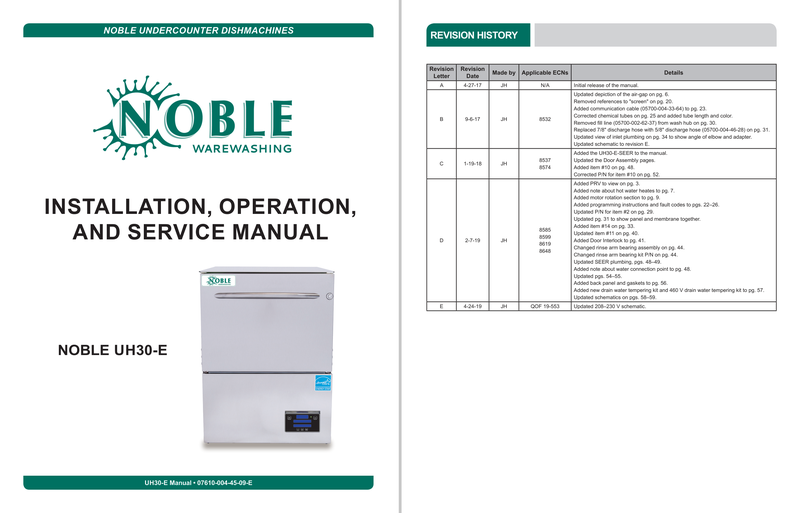 NOBLE UNDERCOUNTER DISHMACHINES
NOBLE
WAREWASHING
INSTALLATION, OPERATION,
AND SERVICE MANUAL
NOBLE
NOBLE UH30-E
UH30-E Manual • 07610-004-45-09-E
REVISION HISTORY
Revision Letter Revision Date Made by Applicable ECNs Details
A 4-27-17 JH N/A Initial release of the manual.
B 9-6-17 JH 8532
Updated depiction of the air-gap on pg. 6.
Removed references to "screen" on pg. 20.
Added communication cable (05700-004-33-64) to pg. 23.
Corrected chemical tubes on pg. 25 and added tube length and color.
Removed fill line (05700-002-62-37) from wash hub on pg. 30.
Replaced 7/8" discharge hose with 5/8" discharge hose (05700-004-46-28) on pg. 31.
Updated view of inlet plumbing on pg. 34 to show angle of elbow and adapter.
Updated schematic to revision E.
C 1-19-18 JH 8537 8574
Added the UH30-E-SEER to the manual.
Updated the Door Assembly pages.
Added item #10 on pg. 48.
Corrected P/N for item #10 on pg. 52.
D 2-7-19 JH 8585 8599 8619 8648
Added PRV to view on pg. 3.
Added note about hot water heates to pg. 7.
Added motor rotation section to pg. 9.
Added programming instructions and fault codes to pgs. 22–26.
Updated P/N for item #2 on pg. 29.
Updated pg. 31 to show panel and membrane together.
Added item #14 on pg. 33.
Updated item #11 on pg. 40.
Added Door Interlock to pg. 41.
Changed rinse arm bearing assembly on pg. 44.
Changed rinse arm bearing kit P/N on pg. 44.
Updated SEER plumbing, pgs. 48–49.
Added note about water connection point to pg. 48.
Updated pgs. 54–55.
Added back panel and gaskets to pg. 56.
Added new drain water tempering kit and 460 V drain water tempering kit to pg. 57.
Updated schematics on pgs. 58–59.
E 4-24-19 JH QOF 19-553 Updated 208–230 V schematic.